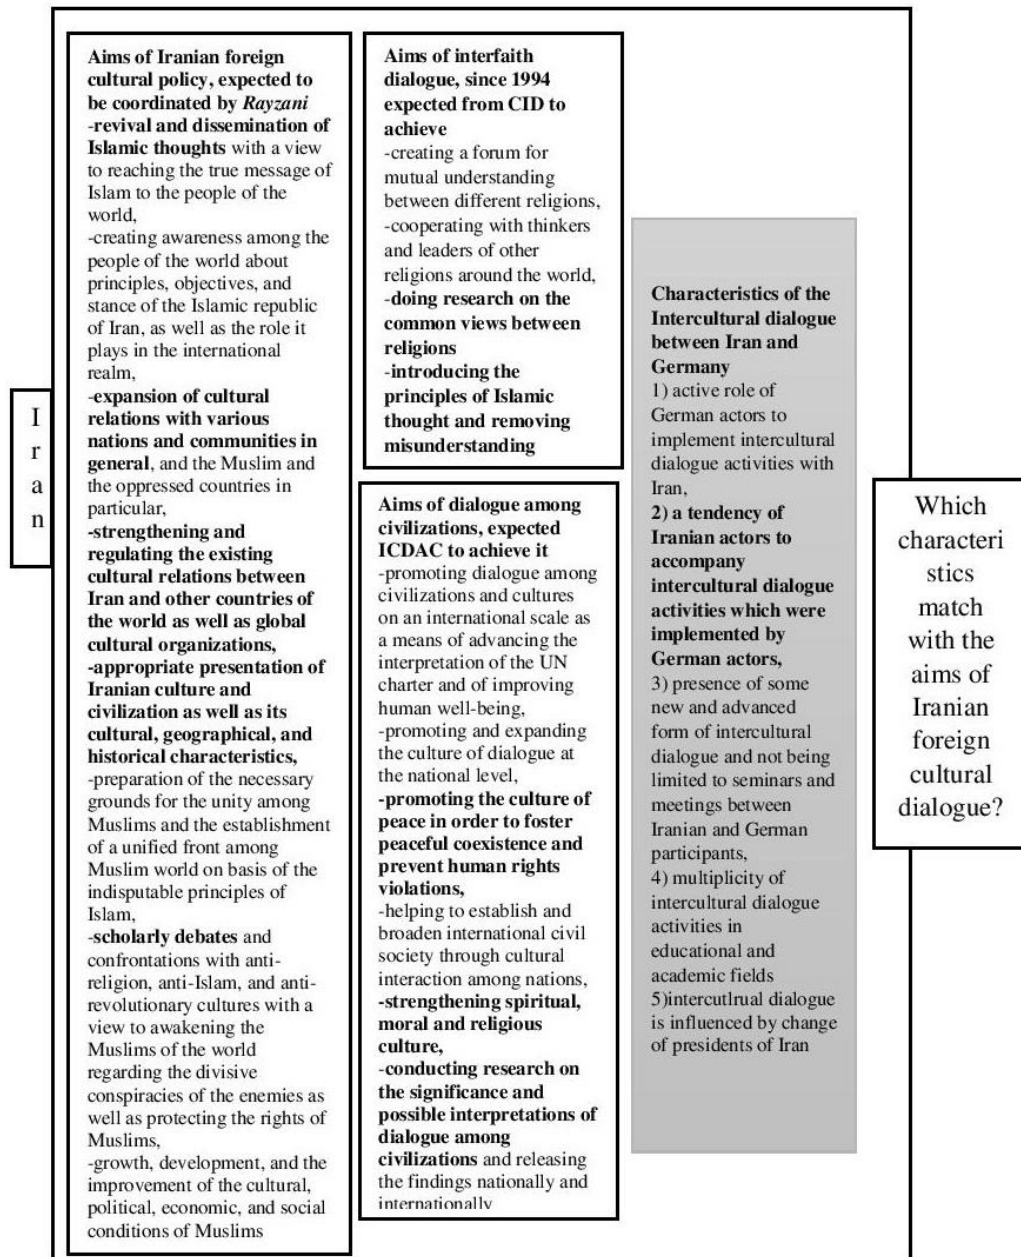 I
r
a
n
Aims of Iranian foreign
cultural policy, expected to
be coordinated by Rayzani
-revival and dissemination of
Islamic thoughts with a view
to reaching the true message of
Islam to the people of the
world,
-creating awareness among the
people of the world about
principles, objectives, and
stance of the Islamic republic
of Iran, as well as the role it
plays in the international
realm,
-expansion of cultural
relations with various
nations and communities in
general, and the Muslim and
the oppressed countries in
particular,
-strengthening and
regulating the existing
cultural relations between
Iran and other countries of
the world as well as global
cultural organizations,
-appropriate presentation of
Iranian culture and
civilization as well as its
cultural, geographical, and
historical characteristics,
-preparation of the necessary
grounds for the unity among
Muslims and the establishment
of a unified front among
Muslim world on basis of the
indisputable principles of
Islam,
-scholarly debates and
confrontations with anti-
religion, anti-Islam, and anti-
revolutionary cultures with a
view to awakening the
Muslims of the world
regarding the divisive
conspiracies of the enemies as
well as protecting the rights of
Muslims,
-growth, development, and the
improvement of the cultural,
political, economic, and social
conditions of Muslims
Aims of interfaith
dialogue, since 1994
expected from CID to
achieve
-creating a forum for
mutual understanding
between different religions,
-cooperating with thinkers
and leaders of other
religions around the world,
-doing research on the
common views between
religions
-introducing the
principles of Islamic
thought and removing
misunderstanding
Aims of dialogue among
civilizations, expected
ICDAC to achieve it
-promoting dialogue among
civilizations and cultures
on an international scale as
a means of advancing the
interpretation of the UN
charter and of improving
human well-being,
-promoting and expanding
the culture of dialogue at
the national level,
-promoting the culture of
peace in order to foster
peaceful coexistence and
prevent human rights
violations,
-helping to establish and
broaden international civil
society through cultural
interaction among nations,
-strengthening spiritual,
moral and religious
culture,
-conducting research on
the significance and
possible interpretations of
dialogue among
civilizations and releasing
the findings nationally and
internationally
Characteristics of the
Intercultural dialogue
between Iran and
Germany
1) active role of
German actors to
implement intercultural
dialogue activities with
Iran,
2) a tendency of
Iranian actors to
accompany
intercultural dialogue
activities which were
implemented by
German actors,
3) presence of some
new and advanced
form of intercultural
dialogue and not being
limited to seminars and
meetings between
Iranian and German
participants,
4) multiplicity of
intercultural dialogue
activities in
educational and
academic fields
5)intercutlrual dialogue
is influenced by change
of presidents of Iran
Which
characteri
stics
match
with the
aims of
Iranian
foreign
cultural
dialogue?